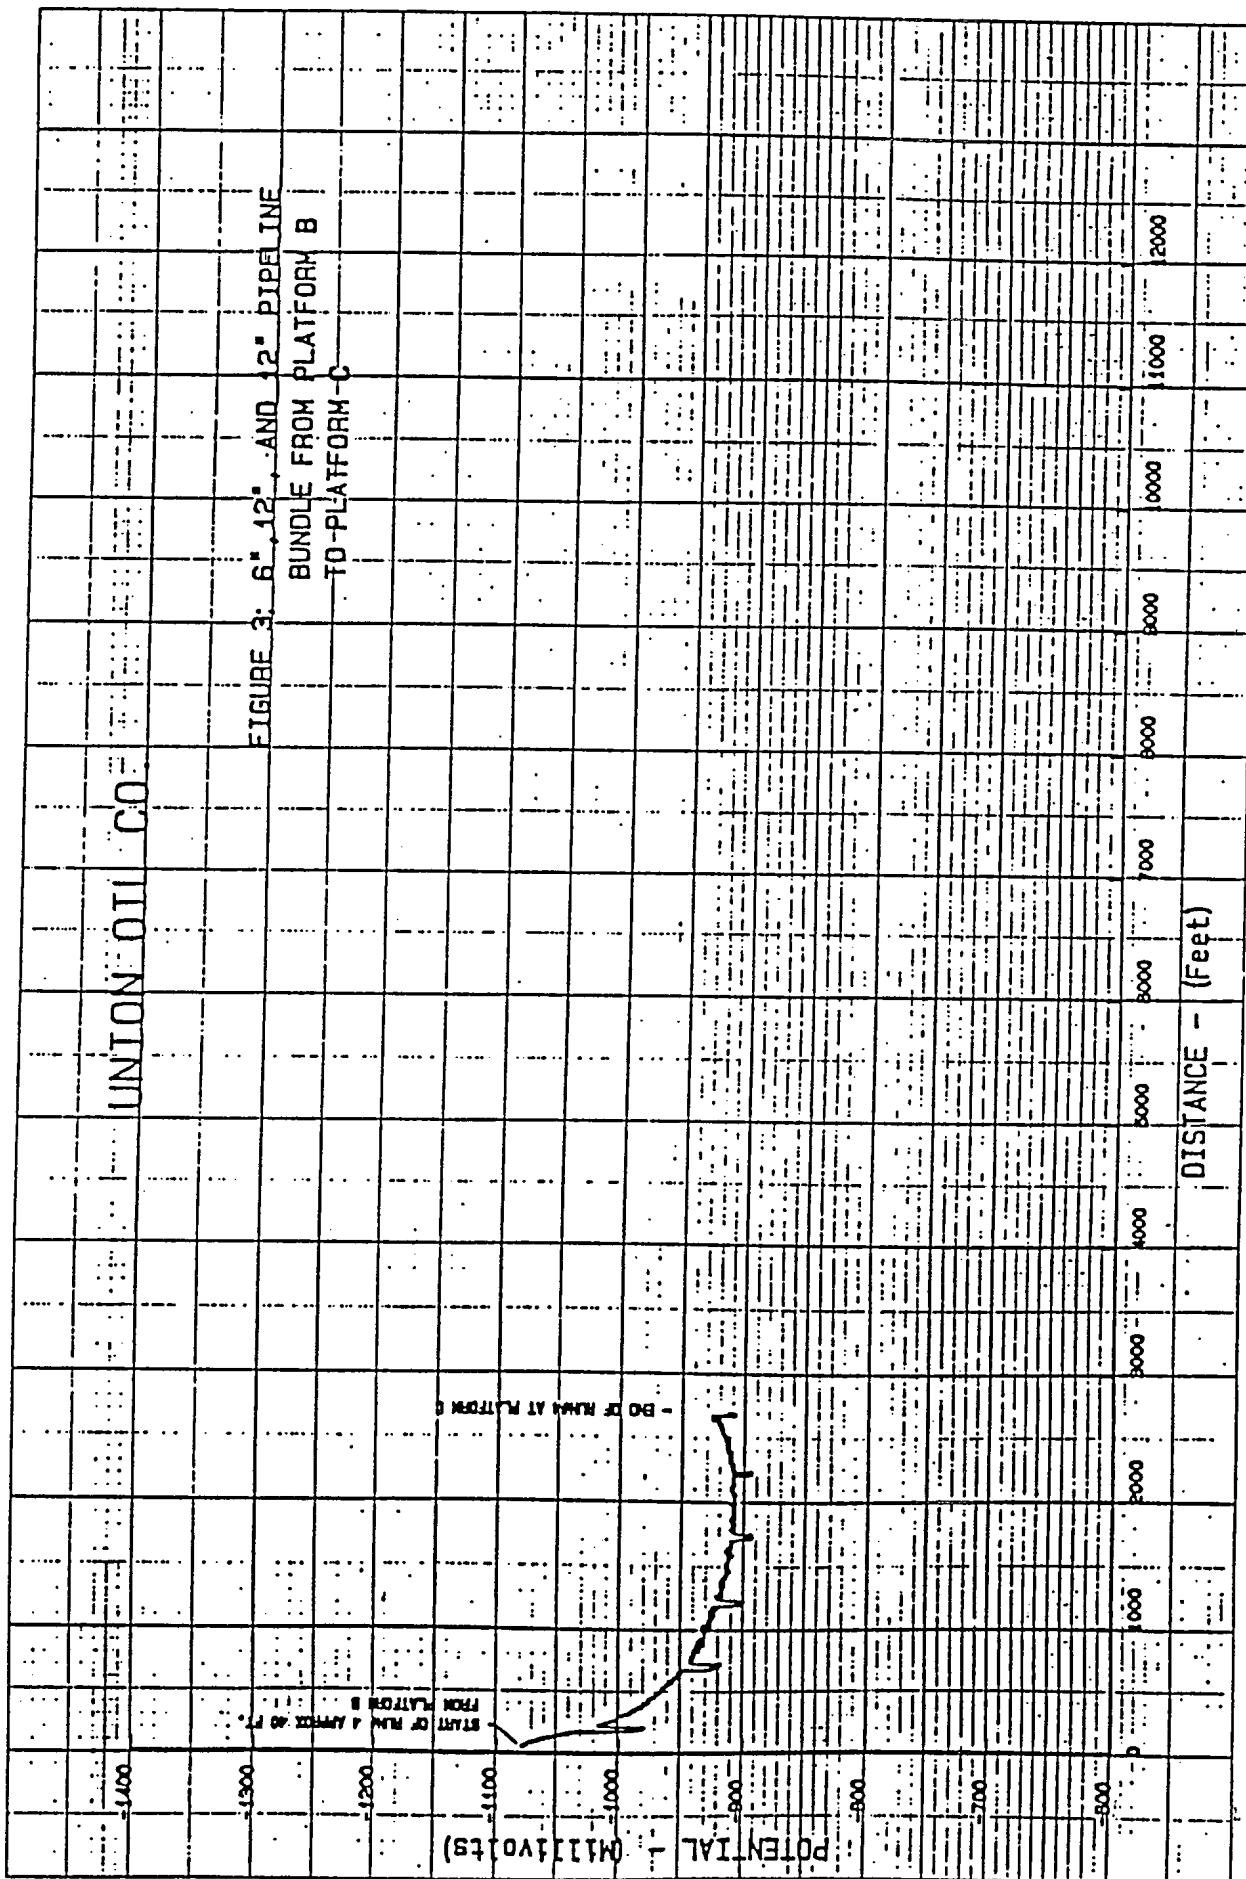 UNION OIL CO.
FIGURE 3: 6", 12", AND 12" PIPELINE
BUNDLE FROM PLATFORM B
TO PLATFORM C
START OF RUN# 4 APPROX 40 FT.
FROM PLATFORM B
- END OF RUN#4 AT PLATFORM C
POTENTIAL - (Millivolts)
-1400
-1300
-1200
-1100
-1000
-900
-800
-700
-600
0
1000
2000
3000
4000
5000
6000
7000
8000
9000
10000
11000
12000
DISTANCE - (Feet)